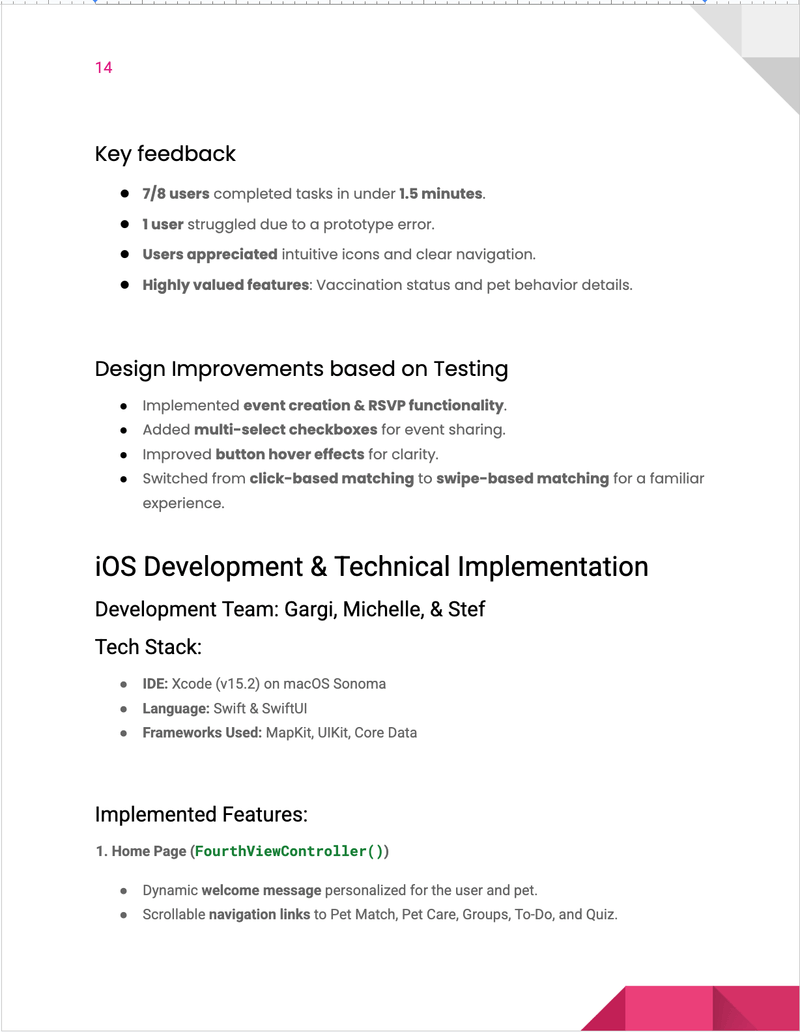 14
Key feedback
● 7/8 users completed tasks in under 1.5 minutes.
● 1 user struggled due to a prototype error.
● Users appreciated intuitive icons and clear navigation.
● Highly valued features: Vaccination status and pet behavior details.
Design Improvements based on Testing
● Implemented event creation & RSVP functionality.
● Added multi-select checkboxes for event sharing.
● Improved button hover effects for clarity.
● Switched from click-based matching to swipe-based matching for a familiar
experience.
iOS Development & Technical Implementation
Development Team: Gargi, Michelle, & Stef
Tech Stack:
● IDE: Xcode (v15.2) on macOS Sonoma
● Language: Swift & SwiftUI
● Frameworks Used: MapKit, UIKit, Core Data
Implemented Features:
1. Home Page (FourthViewController())
● Dynamic welcome message personalized for the user and pet.
● Scrollable navigation links to Pet Match, Pet Care, Groups, To-Do, and Quiz.